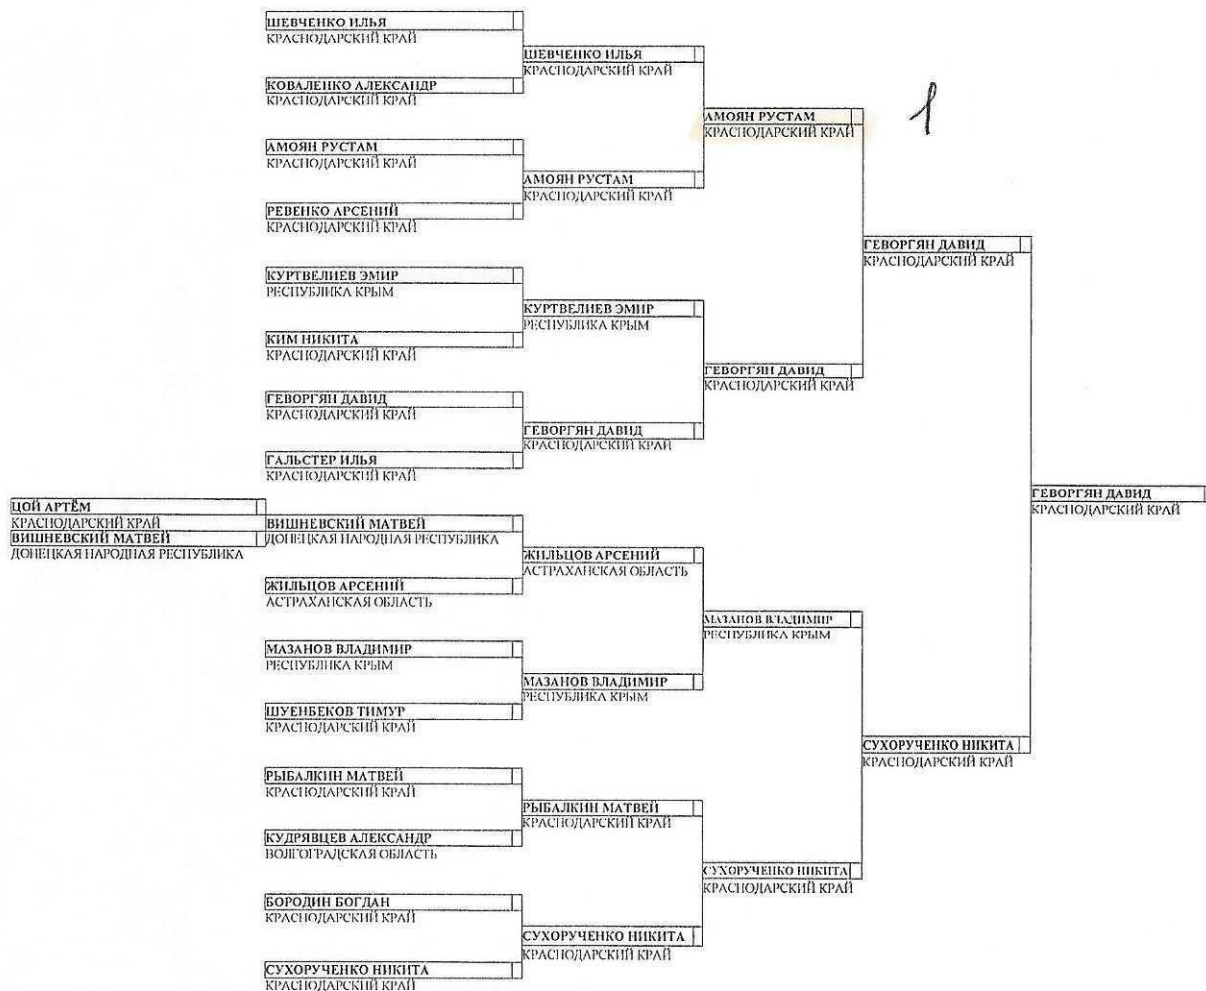 ШЕВЧЕНКО ИЛЬЯ
КРАСНОДАРСКИЙ КРАЙ
КОВАЛЕНКО АЛЕКСАНДР
КРАСНОДАРСКИЙ КРАЙ
АМОЯН РУСТАМ
КРАСНОДАРСКИЙ КРАЙ
РЕВЕНКО АРСЕНИЙ
КРАСНОДАРСКИЙ КРАЙ
КУРТВЕЛИЕВ ЭМИР
РЕСПУБЛИКА КРЫМ
КИМ НИКИТА
КРАСНОДАРСКИЙ КРАЙ
ГЕВОРГЯН ДАВИД
КРАСНОДАРСКИЙ КРАЙ
ГАЛЬСТЕР ИЛЬЯ
КРАСНОДАРСКИЙ КРАЙ
ЦОЙ АРТЁМ
КРАСНОДАРСКИЙ КРАЙ
ВИШНЕВСКИЙ МАТВЕЙ
ДОНЕЦКАЯ НАРОДНАЯ РЕСПУБЛИКА
ВИШНЕВСКИЙ МАТВЕЙ
ДОНЕЦКАЯ НАРОДНАЯ РЕСПУБЛИКА
ЖИЛЬЦОВ АРСЕНИЙ
АСТРАХАНСКАЯ ОБЛАСТЬ
МАЗАНОВ ВЛАДИМИР
РЕСПУБЛИКА КРЫМ
ШУЕНБЕКОВ ТИМУР
КРАСНОДАРСКИЙ КРАЙ
РЫБАЛКИН МАТВЕЙ
КРАСНОДАРСКИЙ КРАЙ
КУДРЯВЦЕВ АЛЕКСАНДР
ВОЛГОГРАДСКАЯ ОБЛАСТЬ
БОРОДИН БОГДАН
КРАСНОДАРСКИЙ КРАЙ
СУХОРУЧЕНКО НИКИТА
КРАСНОДАРСКИЙ КРАЙ
ШЕВЧЕНКО ИЛЬЯ
КРАСНОДАРСКИЙ КРАЙ
АМОЯН РУСТАМ
КРАСНОДАРСКИЙ КРАЙ
КУРТВЕЛИЕВ ЭМИР
РЕСПУБЛИКА КРЫМ
ГЕВОРГЯН ДАВИД
КРАСНОДАРСКИЙ КРАЙ
ЖИЛЬЦОВ АРСЕНИЙ
АСТРАХАНСКАЯ ОБЛАСТЬ
МАЗАНОВ ВЛАДИМИР
РЕСПУБЛИКА КРЫМ
РЫБАЛКИН МАТВЕЙ
КРАСНОДАРСКИЙ КРАЙ
СУХОРУЧЕНКО НИКИТА
КРАСНОДАРСКИЙ КРАЙ
АМОЯН РУСТАМ
КРАСНОДАРСКИЙ КРАЙ
1
ГЕВОРГЯН ДАВИД
КРАСНОДАРСКИЙ КРАЙ
МАЗАНОВ ВЛАДИМИР
РЕСПУБЛИКА КРЫМ
СУХОРУЧЕНКО НИКИТА
КРАСНОДАРСКИЙ КРАЙ
ГЕВОРГЯН ДАВИД
КРАСНОДАРСКИЙ КРАЙ
СУХОРУЧЕНКО НИКИТА
КРАСНОДАРСКИЙ КРАЙ
ГЕВОРГЯН ДАВИД
КРАСНОДАРСКИЙ КРАЙ